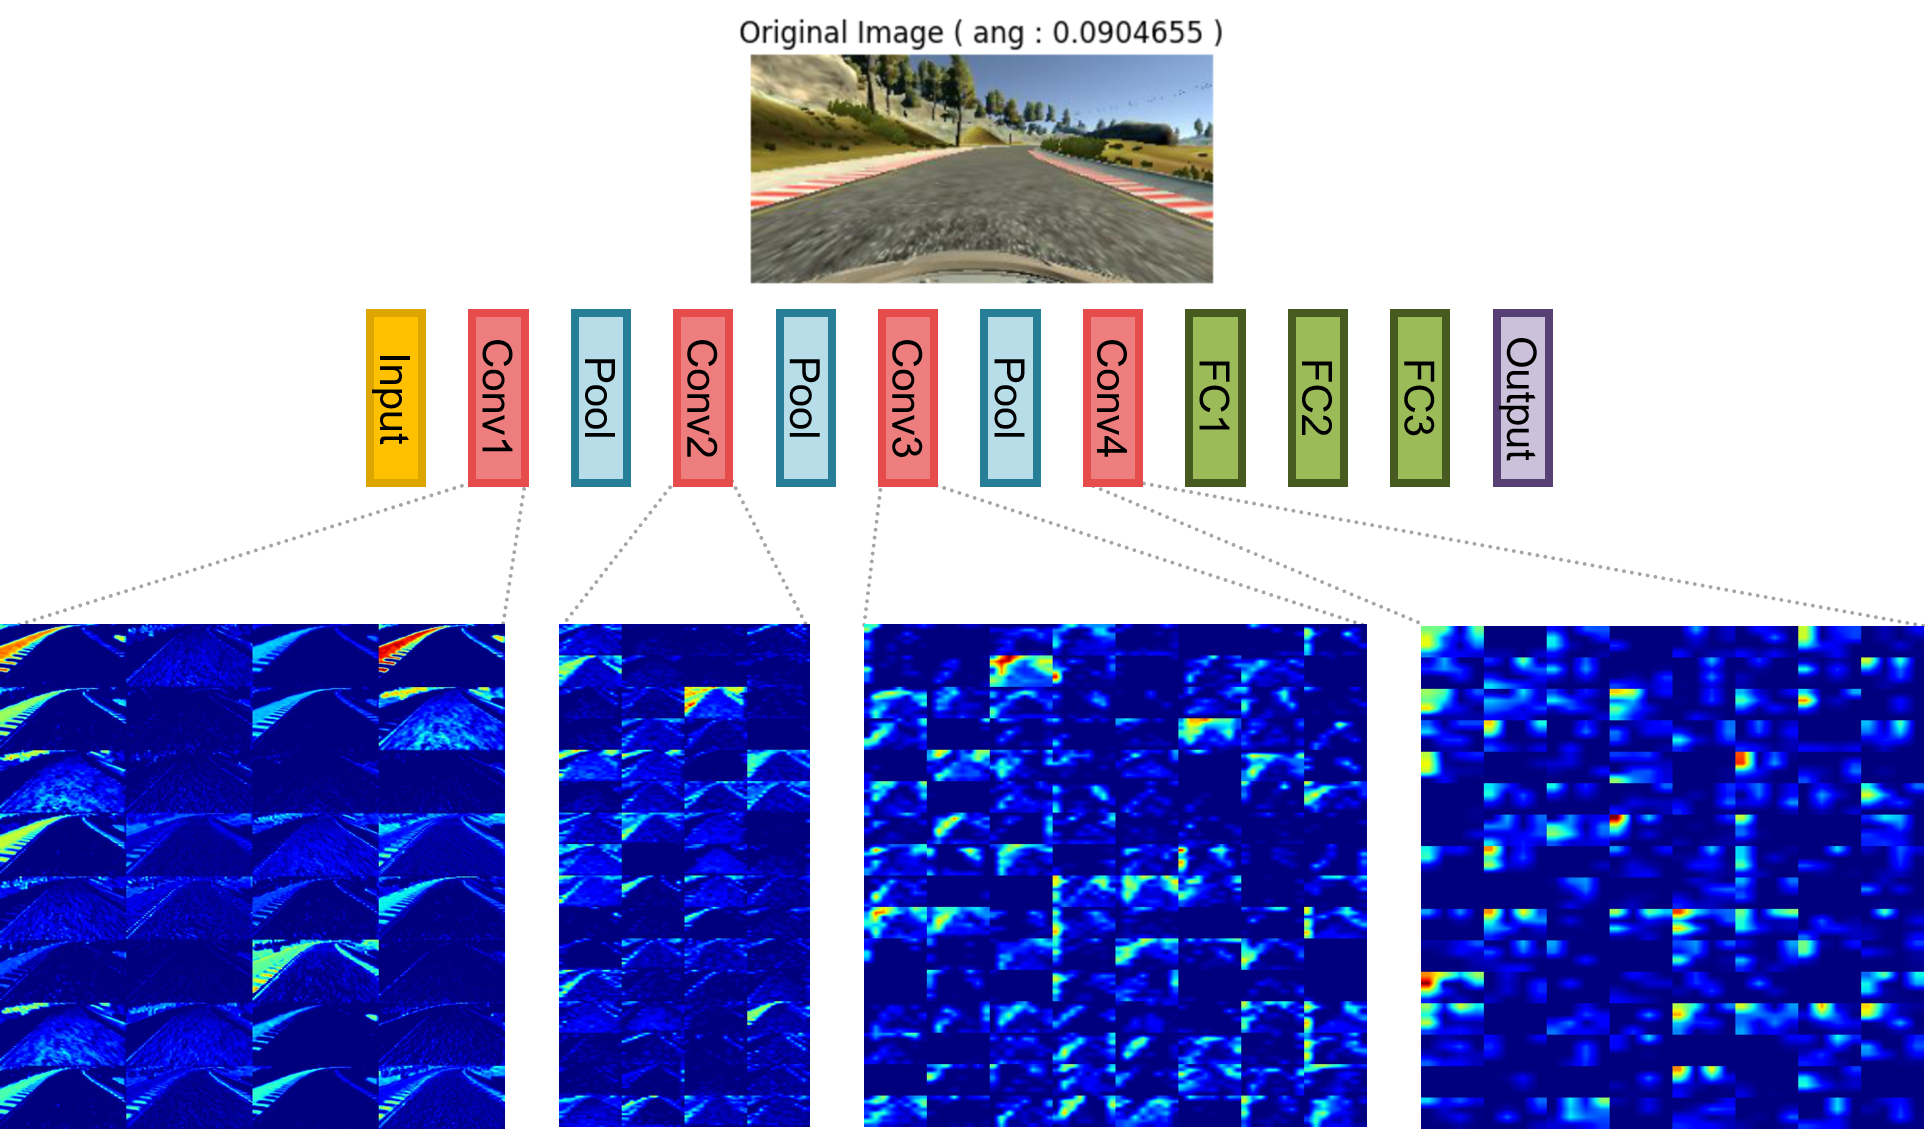 Original Image ( ang : 0.0904655 )
Input
Conv1
Pool
Conv2
Pool
Conv3
Pool
Conv4
FC1
FC2
FC3
Output